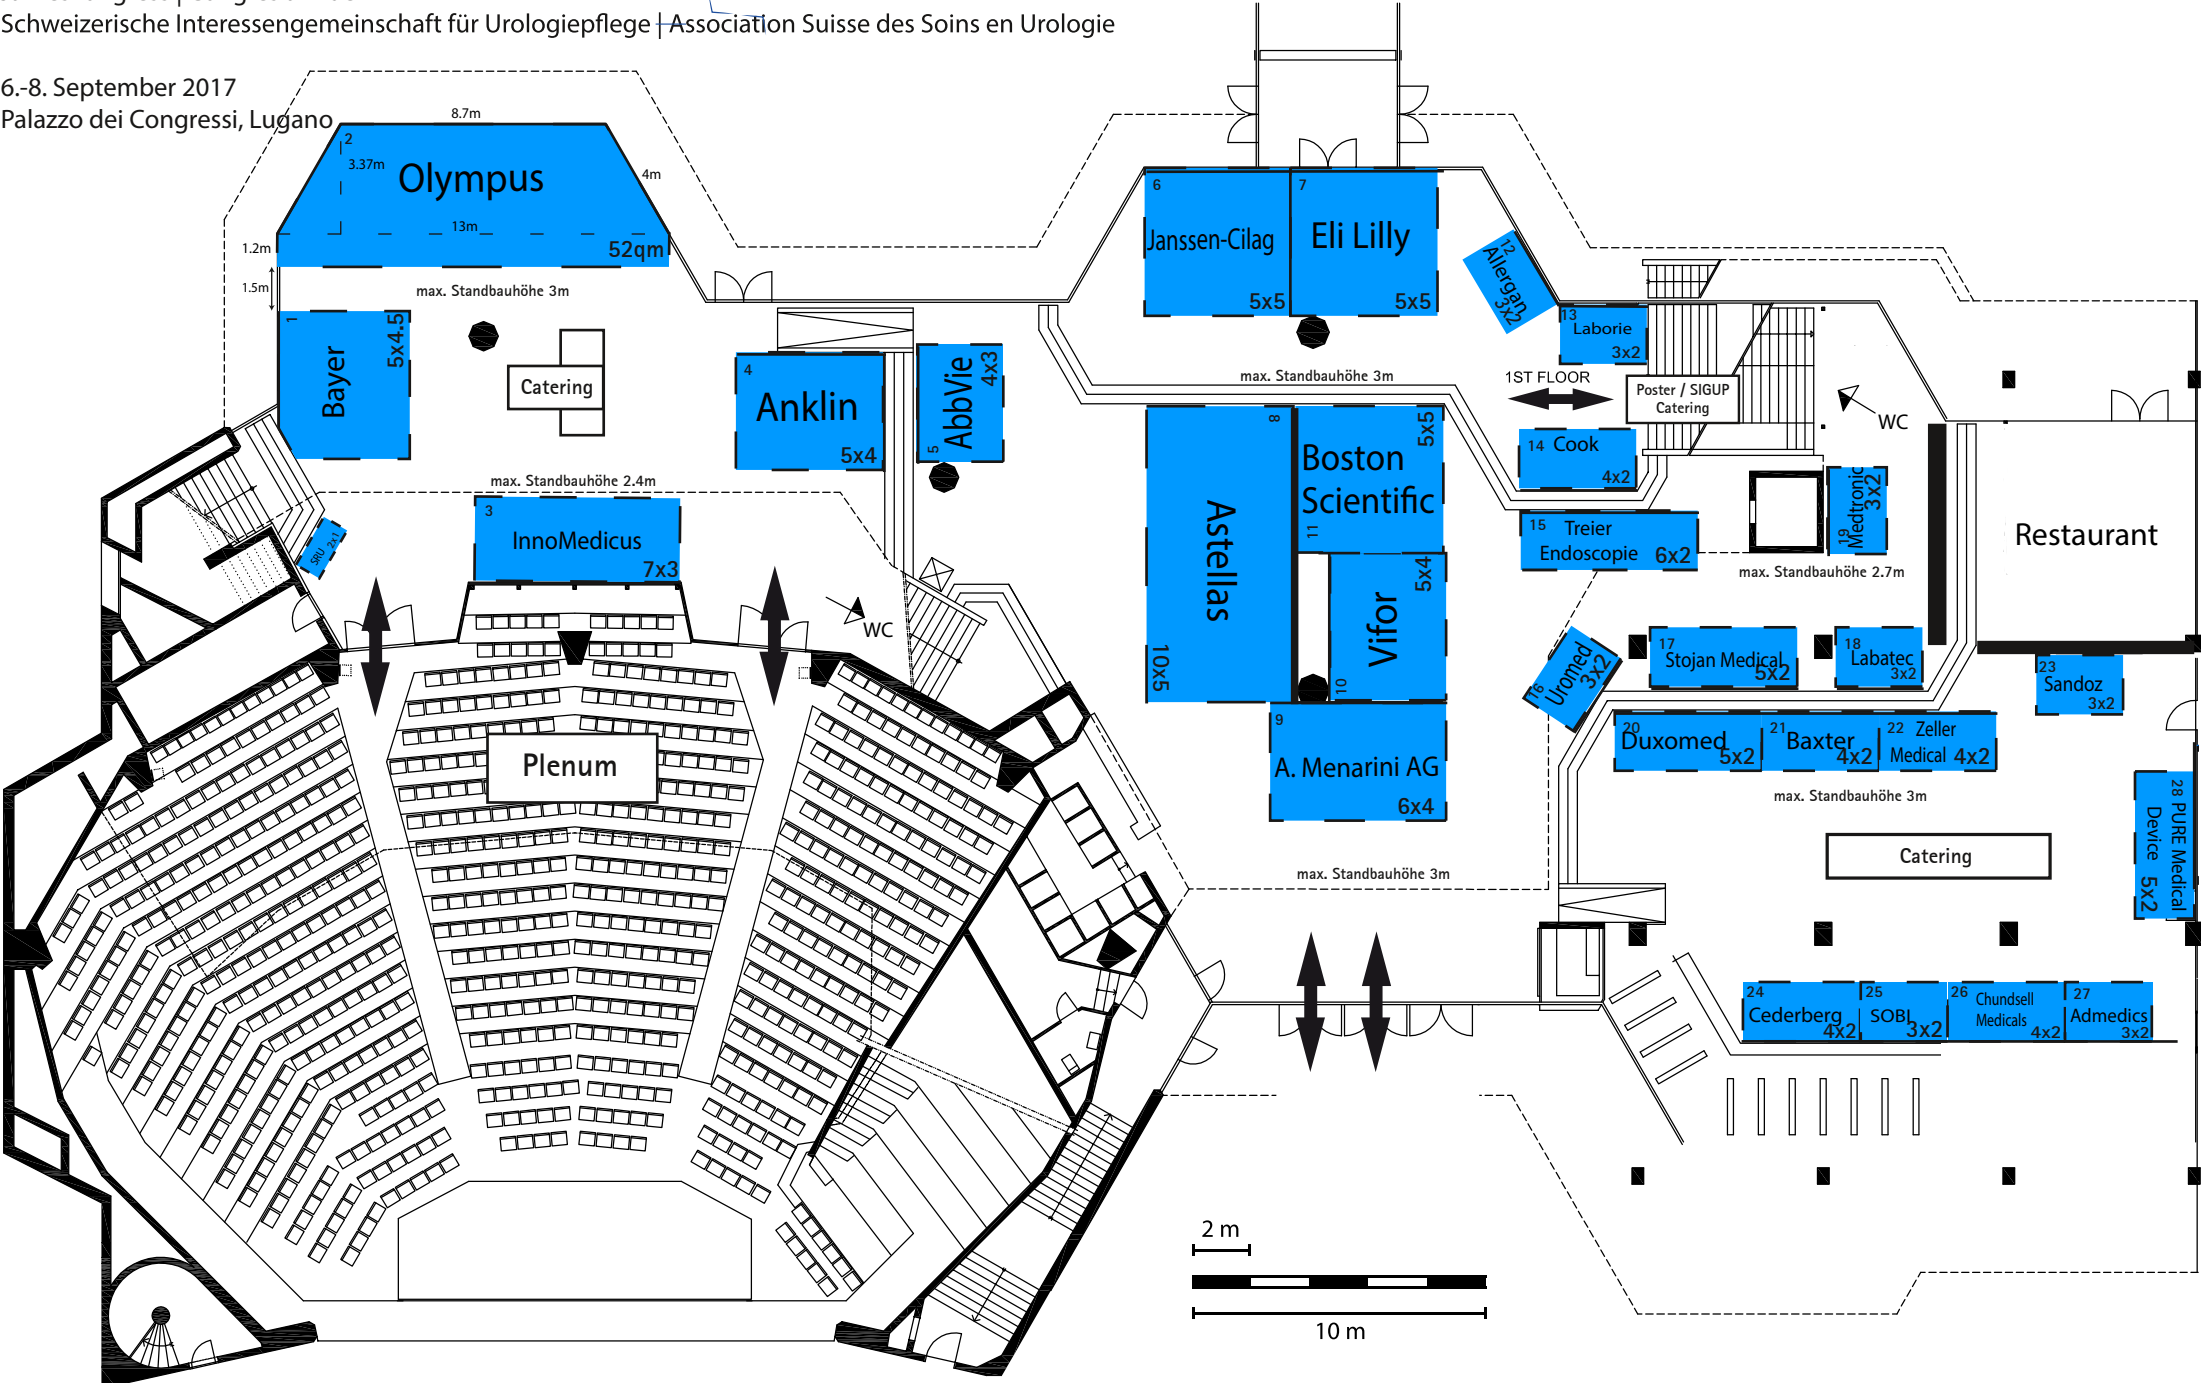 Schweizerische Interessengemeinschaft für Urologiepflege | Association Suisse des Soins en Urologie
6.-8. September 2017
Palazzo dei Congressi, Lugano
8.7m
2
3.37m
Olympus
4m
13m
1.2m
52qm
1.5m
max. Standbauhöhe 3m
1
Bayer
5x4.5
Catering
4
Anklin
5x4
5
AbbVie
4x3
max. Standbauhöhe 2.4m
3
InnoMedicus
7x3
SRU 2x1
WC
Plenum
6
Janssen-Cilag
5x5
7
Eli Lilly
5x5
12
Allergan
3x2
13
Laborie
3x2
max. Standbauhöhe 3m
1ST FLOOR
Poster / SIGUP
Catering
WC
8
Astellas
10x5
11
Boston
Scientific
5x5
14 Cook
4x2
15 Treier
Endoscopie 6x2
19
Medtronic
3x2
max. Standbauhöhe 2.7m
Restaurant
10
Vifor
5x4
9
A. Menarini AG
6x4
16
Uromed
3x2
17
Stojan Medical
5x2
18
Labatec
3x2
23
Sandoz
3x2
20
Duxomed
5x2
21
Baxter
4x2
22 Zeller
Medical 4x2
max. Standbauhöhe 3m
28 PURE Medical
Device 5x2
Catering
max. Standbauhöhe 3m
24
Cederberg
4x2
25
SOBI
3x2
26 Chundsell
Medicals
4x2
27
Admedics
3x2
2 m
10 m